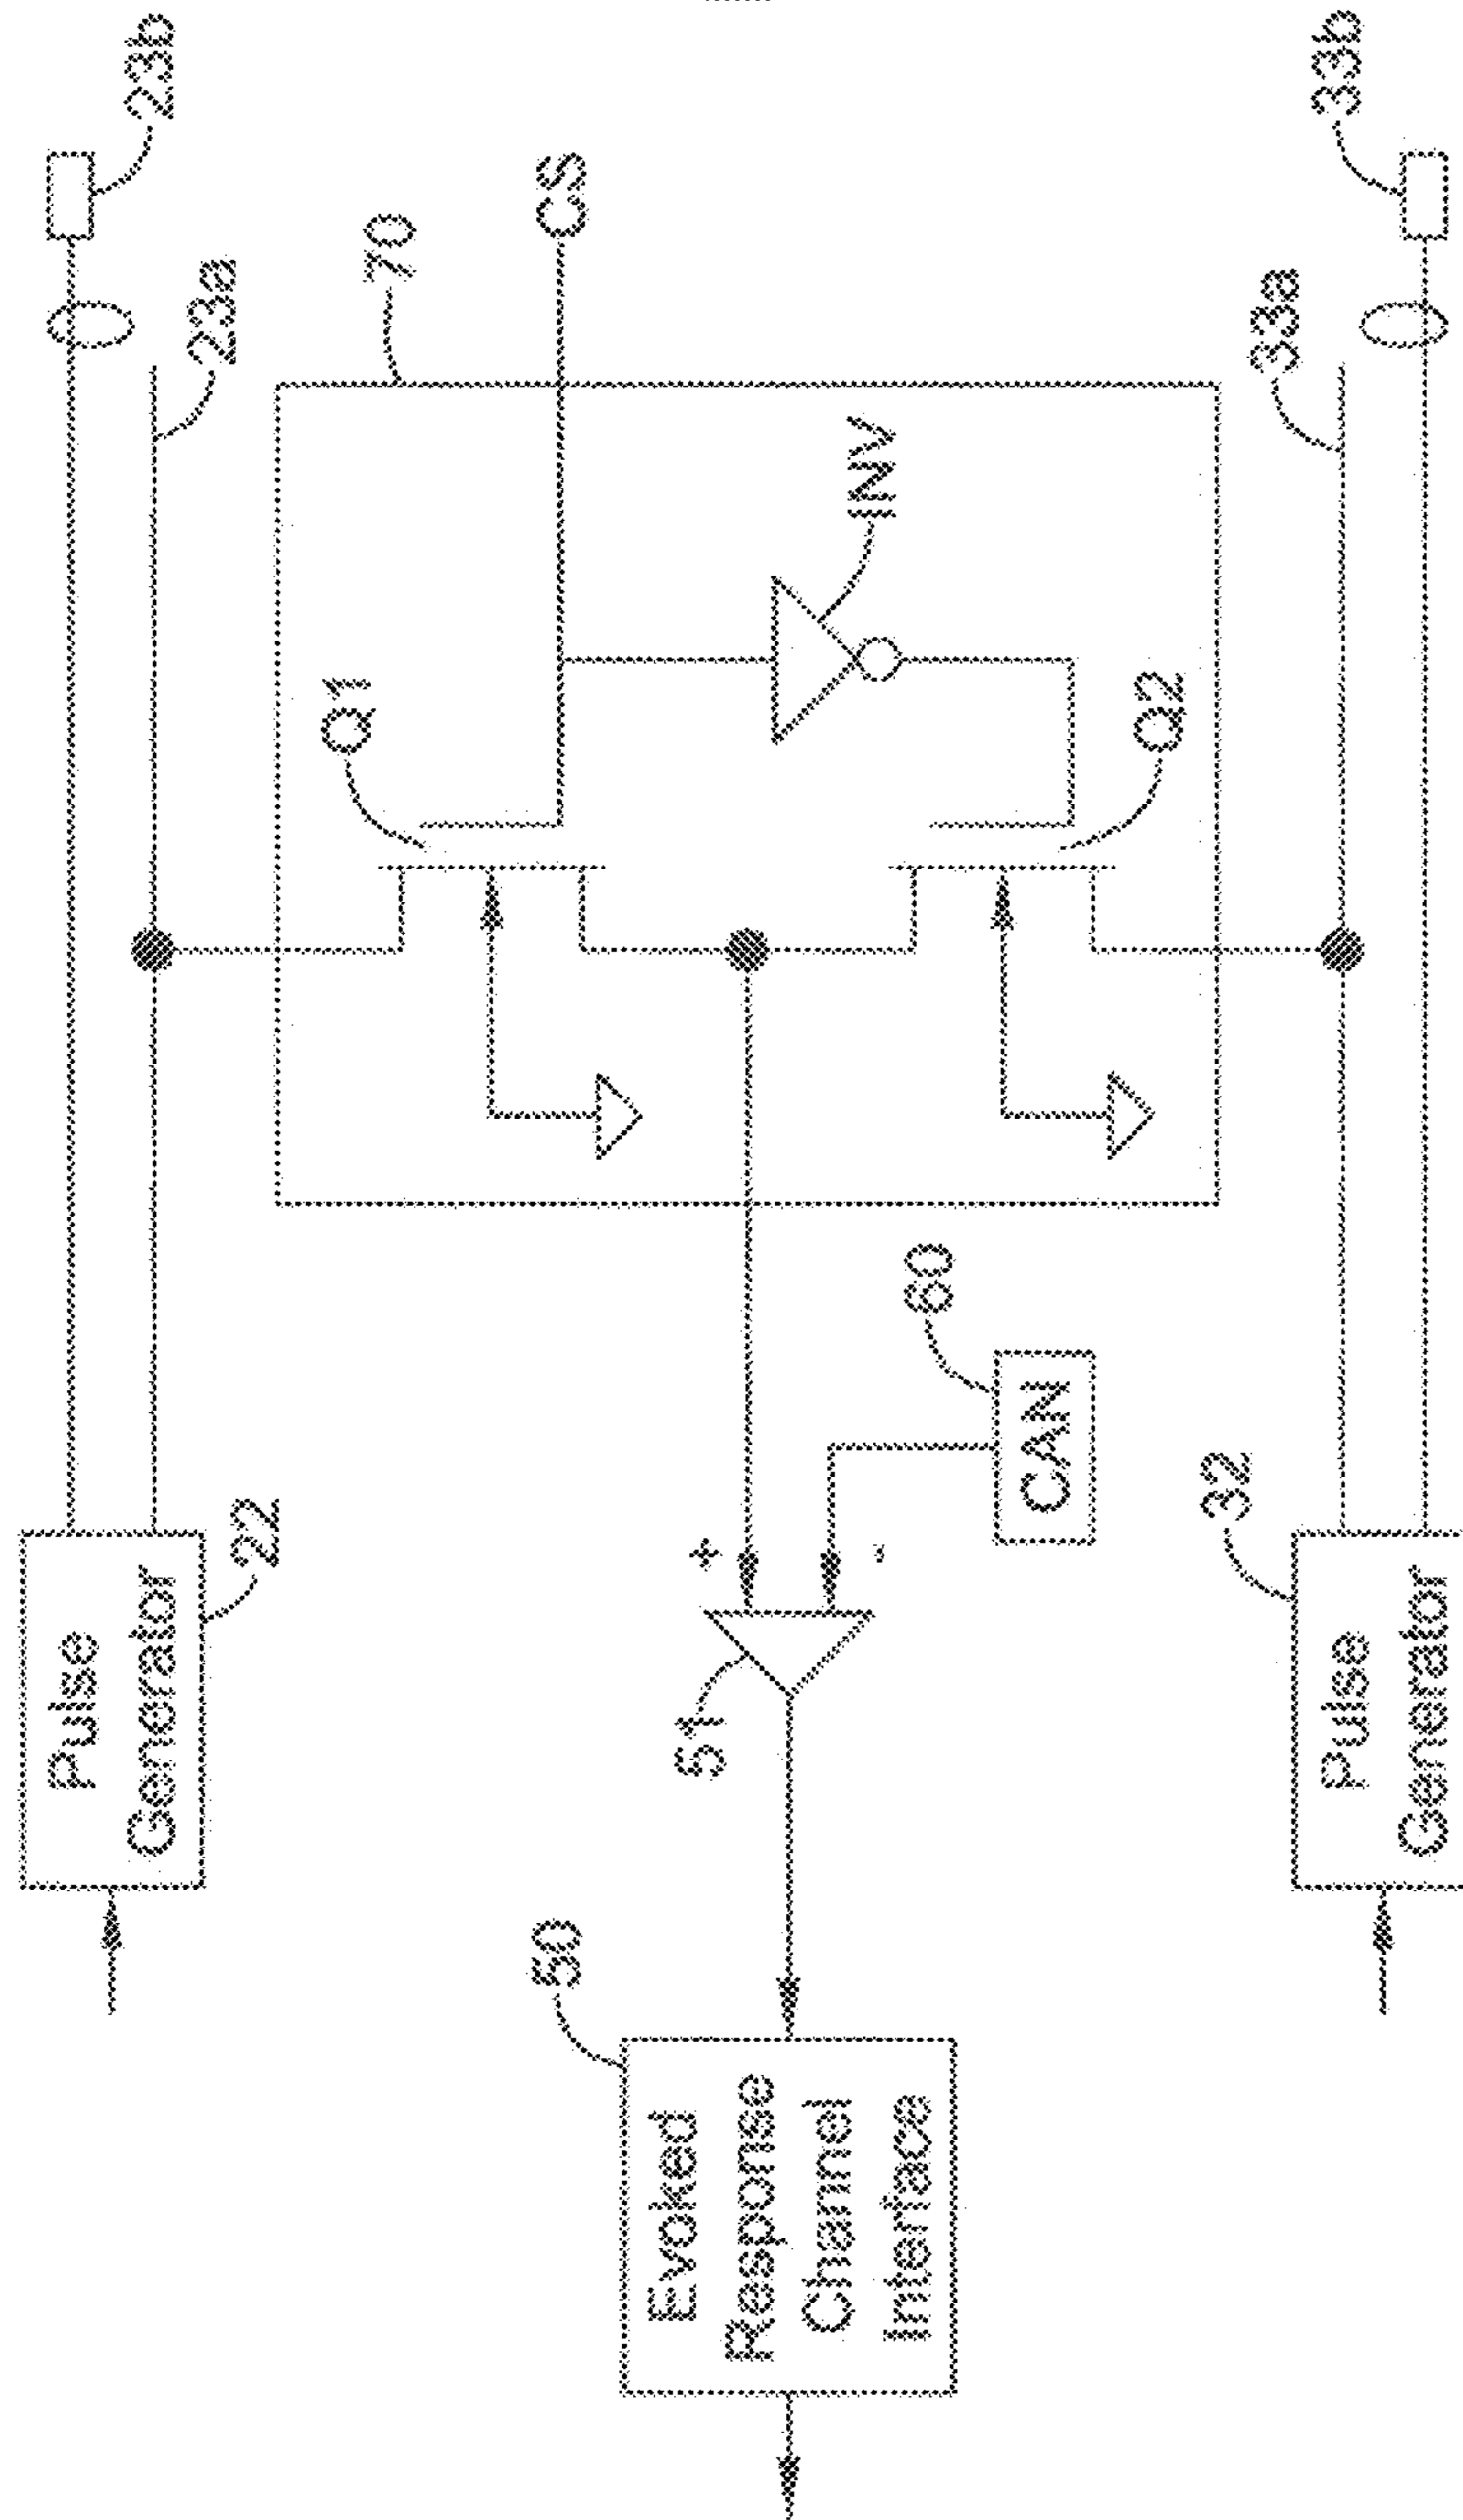 Pulse
Generator
22
23b
23a
70
Q1
CS
50
Evoked
Response
Channel
Interface
51
+
-
INV
60
CAN
Q2
32
33a
33b
Pulse
Generator